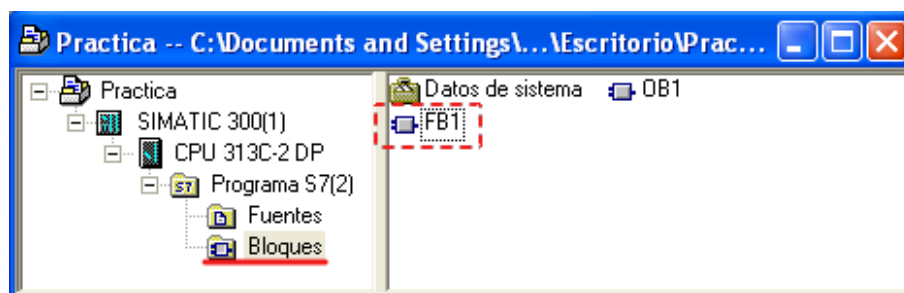 Practica -- C:\Documents and Settings\...\Escritorio\Prac...
Practica
SIMATIC 300(1)
CPU 313C-2 DP
Programa S7(2)
Fuentes
Bloques
Datos de sistema OB1
FB1